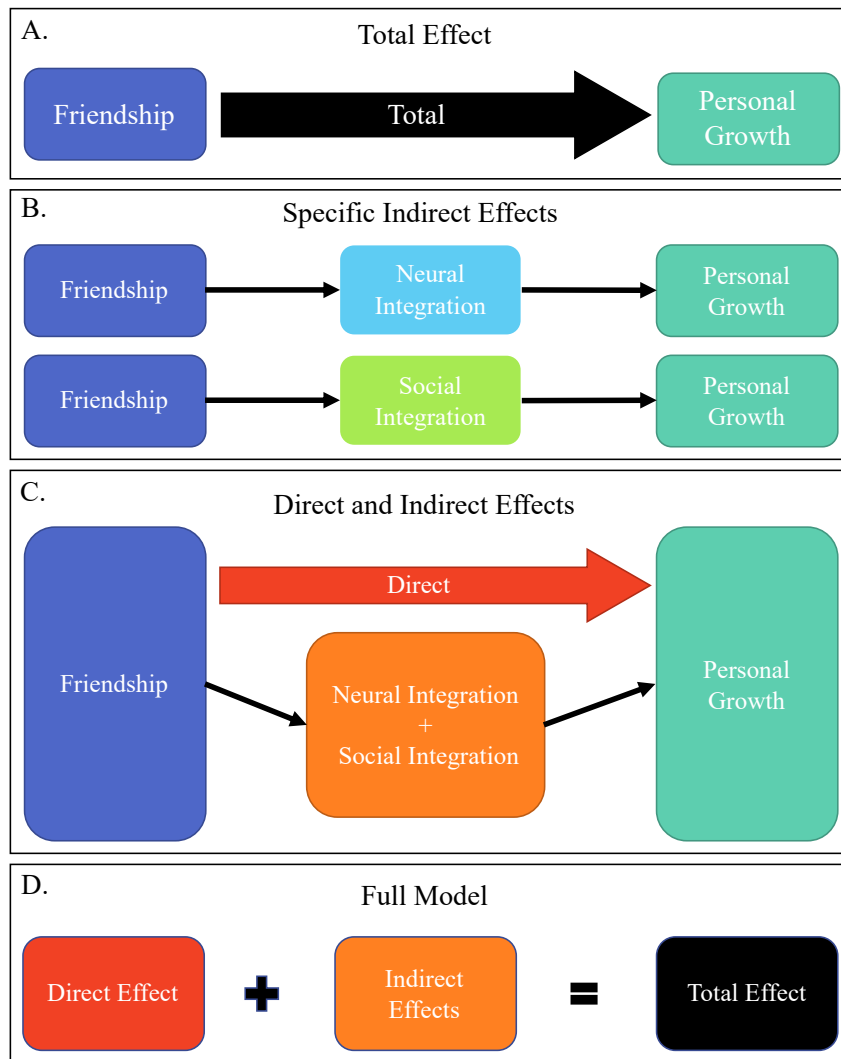 A.
Total Effect
Friendship
Total
Personal
Growth
B.
Specific Indirect Effects
Friendship
Neural
Integration
Personal
Growth
Friendship
Social
Integration
Personal
Growth
C.
Direct and Indirect Effects
Direct
Friendship
Neural Integration
+
Social Integration
Personal
Growth
D.
Full Model
Direct Effect
+
Indirect
Effects
=
Total Effect